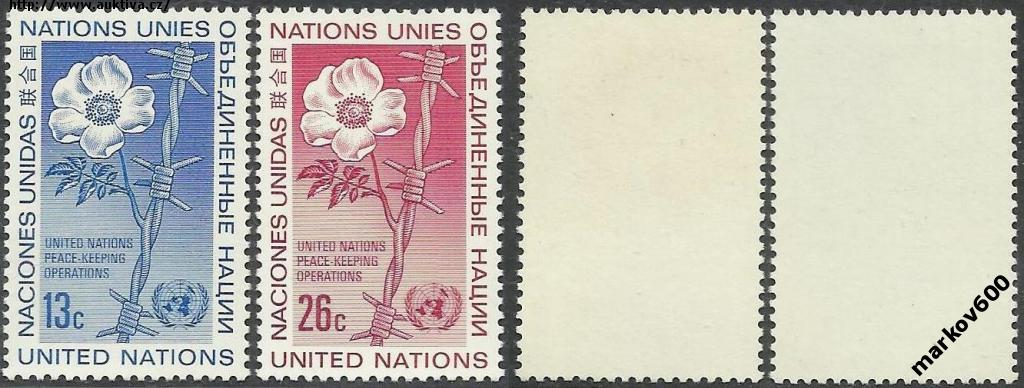 http://www.auktiva.cz/
NATIONS UNIES
NACIONES UNIDAS 联合国
ОБЪЕДИНЕННЫЕ НАЦИИ
UNITED NATIONS
PEACE-KEEPING
OPERATIONS
13c
UNITED NATIONS
NATIONS UNIES
NACIONES UNIDAS 联合国
ОБЪЕДИНЕННЫЕ НАЦИИ
UNITED NATIONS
PEACE-KEEPING
OPERATIONS
26c
UNITED NATIONS
markov600